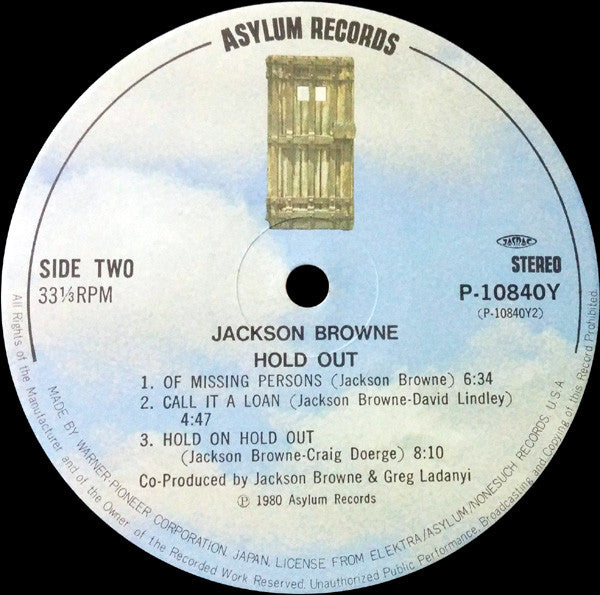 ASYLUM RECORDS
SIDE TWO
33⅓RPM
JASRAC
STEREO
P-10840Y
(P-10840Y2)
JACKSON BROWNE
HOLD OUT
1. OF MISSING PERSONS (Jackson Browne) 6:34
2. CALL IT A LOAN (Jackson Browne-David Lindley)
4:47
3. HOLD ON HOLD OUT
(Jackson Browne-Craig Doerge) 8:10
Co-Produced by Jackson Browne & Greg Ladanyi
Ⓟ 1980 Asylum Records
MADE BY WARNER-PIONEER CORPORATION, JAPAN, LICENSE FROM ELEKTRA/ASYLUM/NONESUCH RECORDS, U.S.A.
All Rights of the Manufacturer and of the Owner of the Recorded Work Reserved. Unauthorized Public Performance, Broadcasting and Copying of this Record Prohibited.